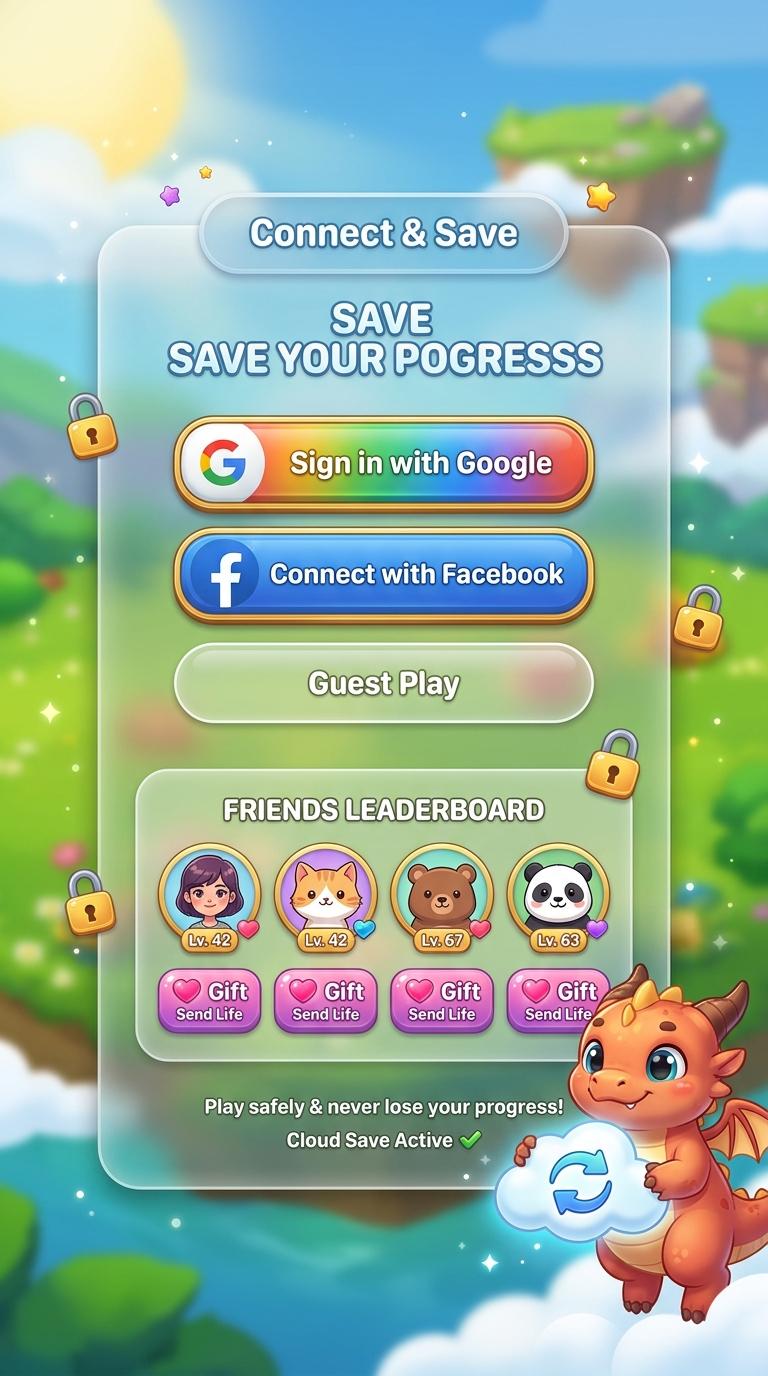 Connect & Save
SAVE
SAVE YOUR POGRESSS
Sign in with Google
Connect with Facebook
Guest Play
FRIENDS LEADERBOARD
Lv. 42 Lv. 42 Lv. 67 Lv. 63
Gift Gift Gift Gift
Send Life Send Life Send Life Send Life
Play safely & never lose your progress!
Cloud Save Active